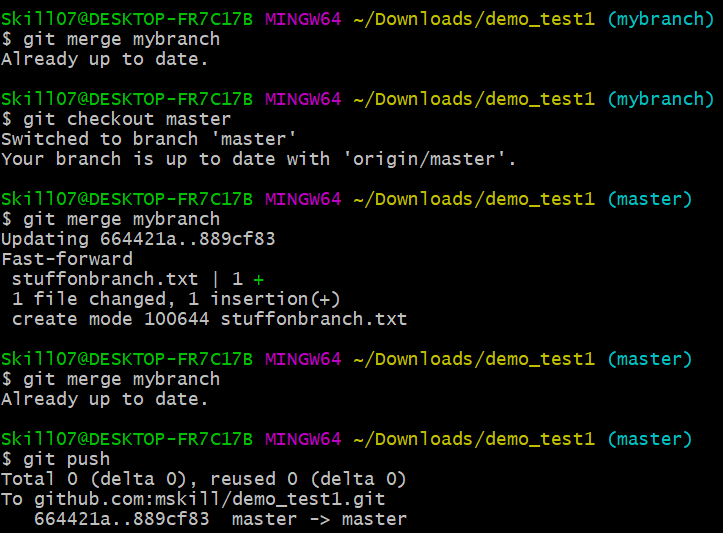 Skill07@DESKTOP-FR7C17B MINGW64 ~/Downloads/demo_test1 (mybranch)
$ git merge mybranch
Already up to date.
Skill07@DESKTOP-FR7C17B MINGW64 ~/Downloads/demo_test1 (mybranch)
$ git checkout master
Switched to branch 'master'
Your branch is up to date with 'origin/master'.
Skill07@DESKTOP-FR7C17B MINGW64 ~/Downloads/demo_test1 (master)
$ git merge mybranch
Updating 664421a..889cf83
Fast-forward
 stuffonbranch.txt | 1 +
 1 file changed, 1 insertion(+)
 create mode 100644 stuffonbranch.txt
Skill07@DESKTOP-FR7C17B MINGW64 ~/Downloads/demo_test1 (master)
$ git merge mybranch
Already up to date.
Skill07@DESKTOP-FR7C17B MINGW64 ~/Downloads/demo_test1 (master)
$ git push
Total 0 (delta 0), reused 0 (delta 0)
To github.com:mskill/demo_test1.git
   664421a..889cf83  master -> master